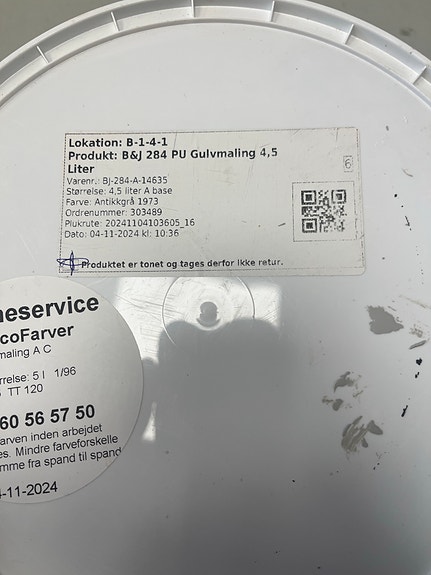 Lokation: B-1-4-1
Produkt: B&J 284 PU Gulvmaling 4,5
Liter
Varenr.: BJ-284-A-14635
Størrelse: 4,5 liter A base
Farve: Antikkgrå 1973
Ordrenummer: 303489
Plukrute: 20241104103605_16
Dato: 04-11-2024 kl: 10:36
6
Produktet er tonet og tages derfor ikke retur.
neservice
coFarver
maling A C
rrelse: 5 l 1/96
TT 120
60 56 57 50
farven inden arbejdet
es. Mindre farveforskelle
mme fra spand til spand
-11-2024